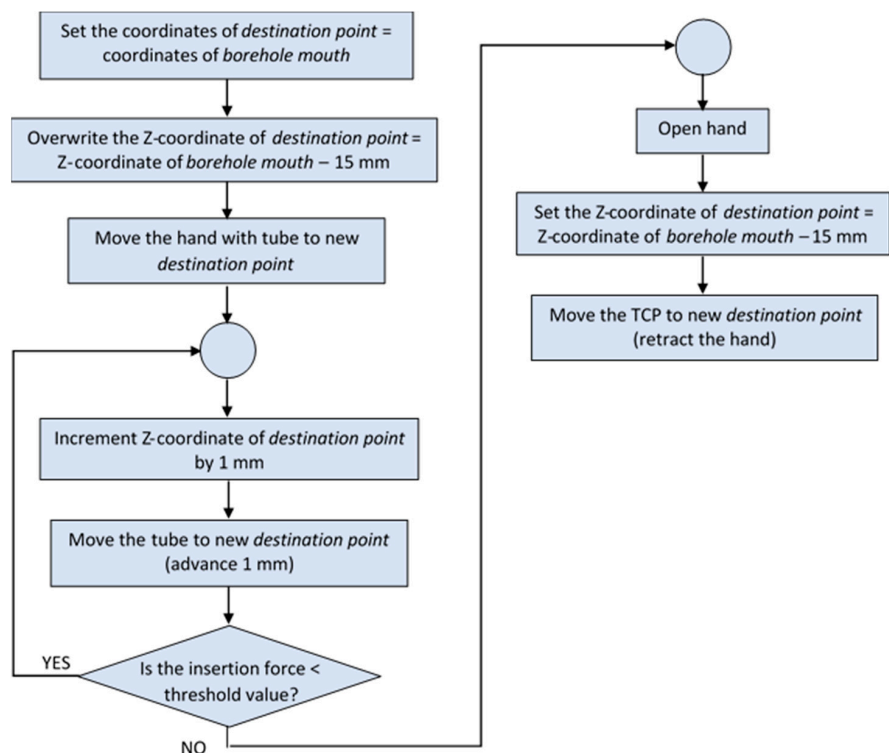 Set the coordinates of destination point =
coordinates of borehole mouth
Overwrite the Z-coordinate of destination point =
Z-coordinate of borehole mouth – 15 mm
Move the hand with tube to new
destination point
Increment Z-coordinate of destination point
by 1 mm
Move the tube to new destination point
(advance 1 mm)
Is the insertion force <
threshold value?
YES
NO
Open hand
Set the Z-coordinate of destination point =
Z-coordinate of borehole mouth – 15 mm
Move the TCP to new destination point
(retract the hand)